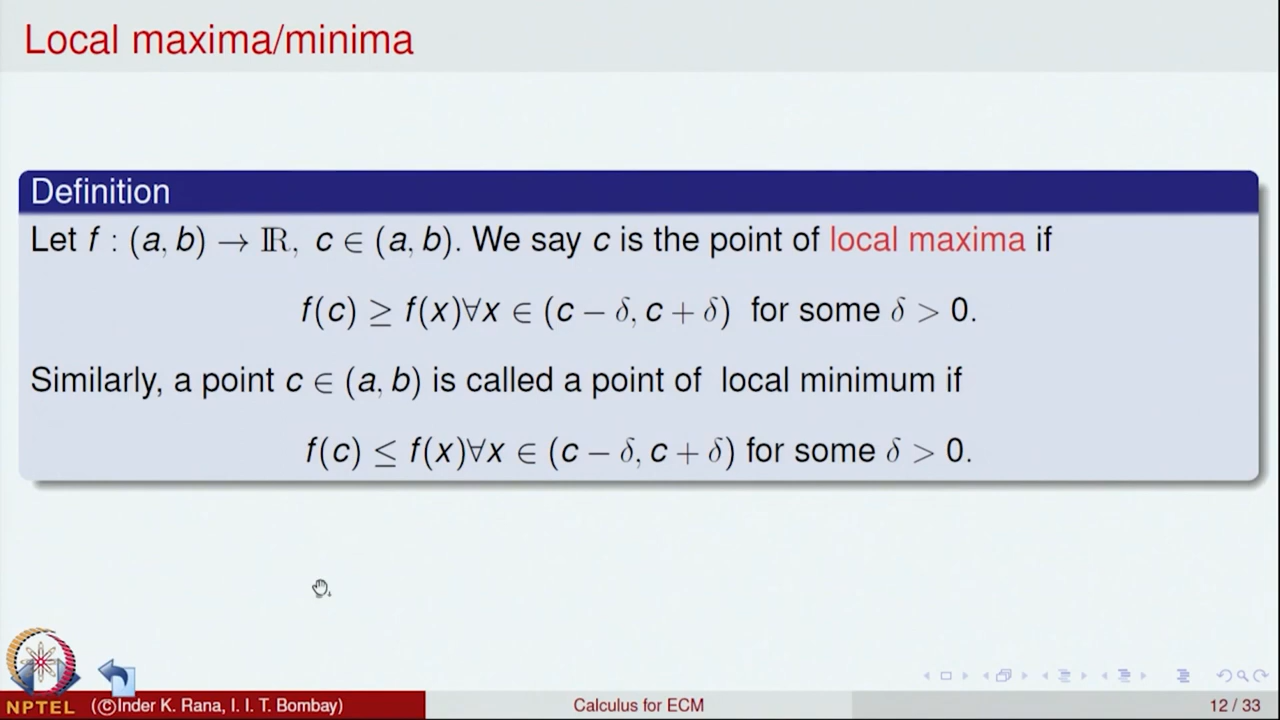 Local maxima/minima
Definition
Let f : (a, b) → ℝ, c ∈ (a, b). We say c is the point of local maxima if
f(c) ≥ f(x)∀x ∈ (c − δ, c + δ) for some δ > 0.
Similarly, a point c ∈ (a, b) is called a point of local minimum if
f(c) ≤ f(x)∀x ∈ (c − δ, c + δ) for some δ > 0.
NPTEL
(©Inder K. Rana, I. I. T. Bombay)
Calculus for ECM
12 / 33